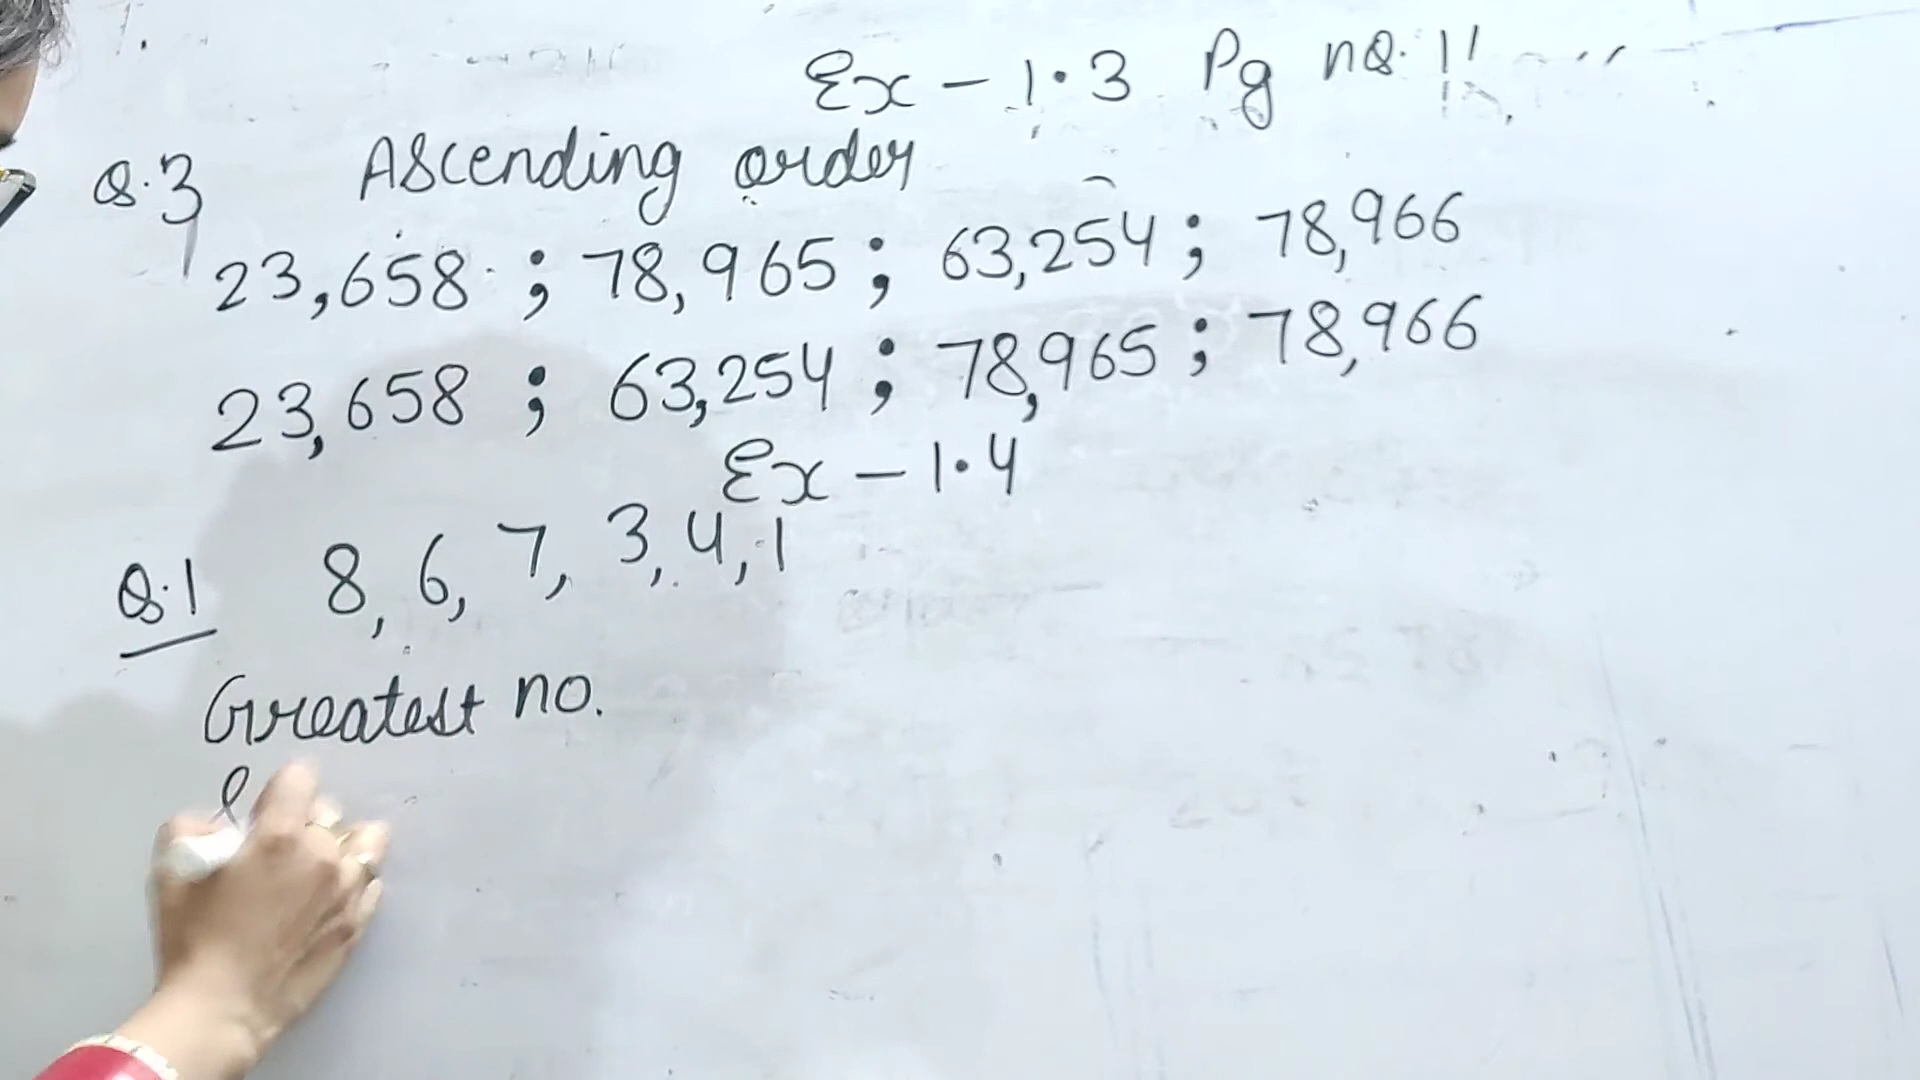 Ex - 1.3 Pg no. 11
Q.3 Ascending order
23,658 ; 78,965 ; 63,254 ; 78,966
23,658 ; 63,254 ; 78,965 ; 78,966
Ex - 1.4
Q.1 8, 6, 7, 3, 4, 1
Greatest no.